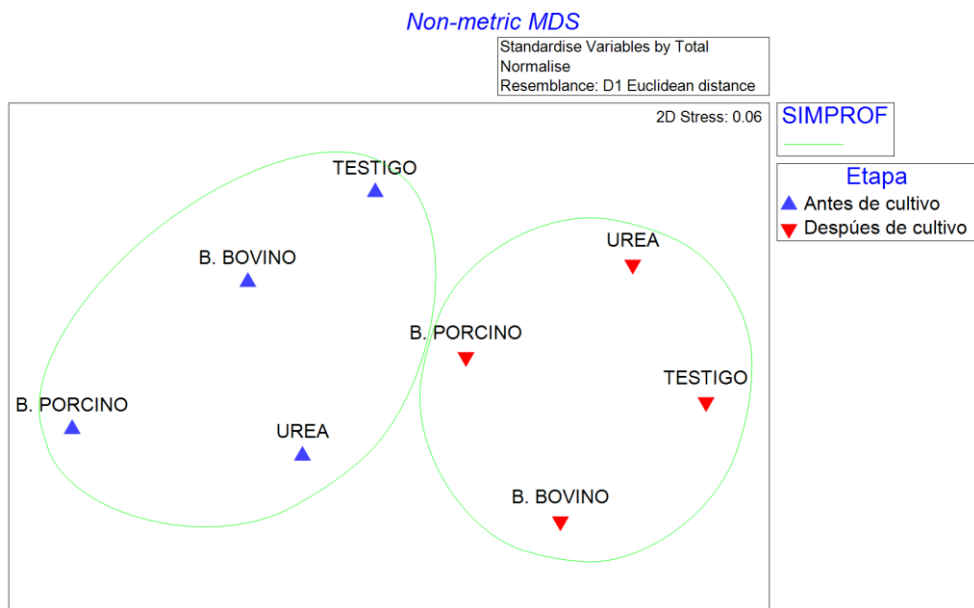 Non-metric MDS
Standardise Variables by Total
Normalise
Resemblance: D1 Euclidean distance
2D Stress: 0.06
SIMPROF
Etapa
Antes de cultivo
Despúes de cultivo
TESTIGO
UREA
B. BOVINO
B. PORCINO
TESTIGO
B. PORCINO
UREA
B. BOVINO